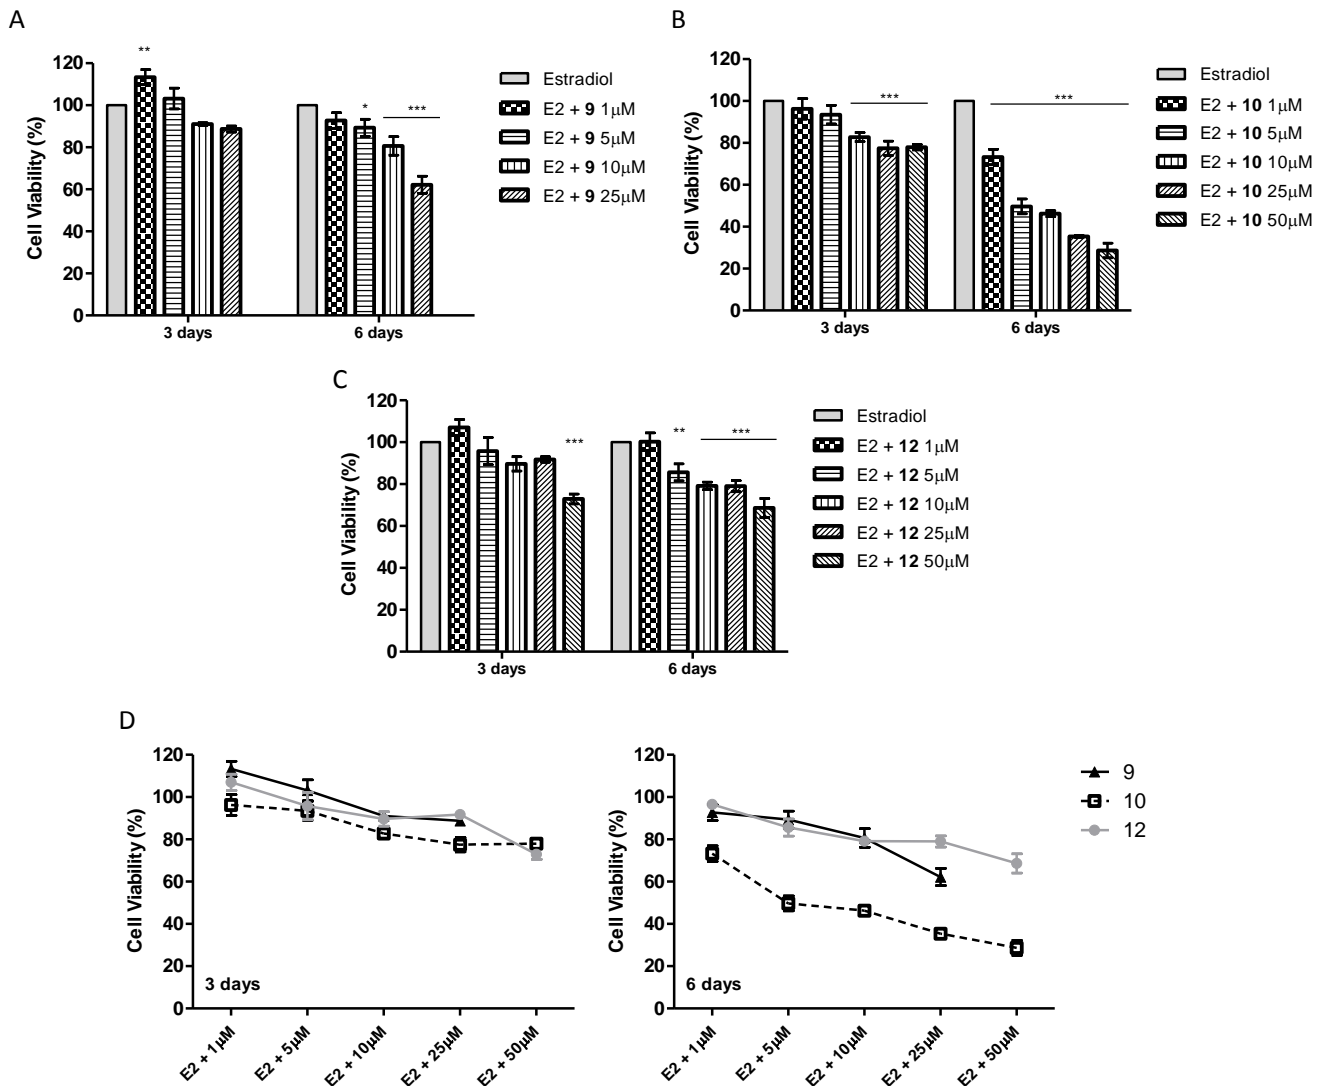 A
Cell Viability (%)
120
100
80
60
40
20
0
**
*
***
3 days
6 days
Estradiol
E2 + 9 1μM
E2 + 9 5μM
E2 + 9 10μM
E2 + 9 25μM
B
Cell Viability (%)
120
100
80
60
40
20
0
***
***
3 days
6 days
Estradiol
E2 + 10 1μM
E2 + 10 5μM
E2 + 10 10μM
E2 + 10 25μM
E2 + 10 50μM
C
Cell Viability (%)
120
100
80
60
40
20
0
***
**
***
3 days
6 days
Estradiol
E2 + 12 1μM
E2 + 12 5μM
E2 + 12 10μM
E2 + 12 25μM
E2 + 12 50μM
D
Cell Viability (%)
120
100
80
60
40
20
0
3 days
E2 + 1μM
E2 + 5μM
E2 + 10μM
E2 + 25μM
E2 + 50μM
Cell Viability (%)
120
100
80
60
40
20
0
6 days
E2 + 1μM
E2 + 5μM
E2 + 10μM
E2 + 25μM
E2 + 50μM
9
10
12